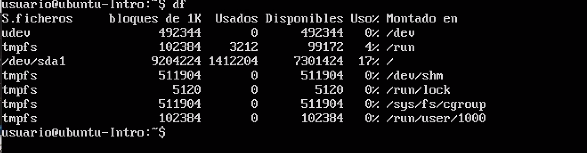 usuario@ubuntu-Intro:~$ df
S.ficheros bloques de 1K Usados Disponibles Uso% Montado en
udev 492344 0 492344 0% /dev
tmpfs 102384 3212 99172 4% /run
/dev/sda1 9204224 1412204 7301424 17% /
tmpfs 511904 0 511904 0% /dev/shm
tmpfs 5120 0 5120 0% /run/lock
tmpfs 511904 0 511904 0% /sys/fs/cgroup
tmpfs 102384 0 102384 0% /run/user/1000
usuario@ubuntu-Intro:~$